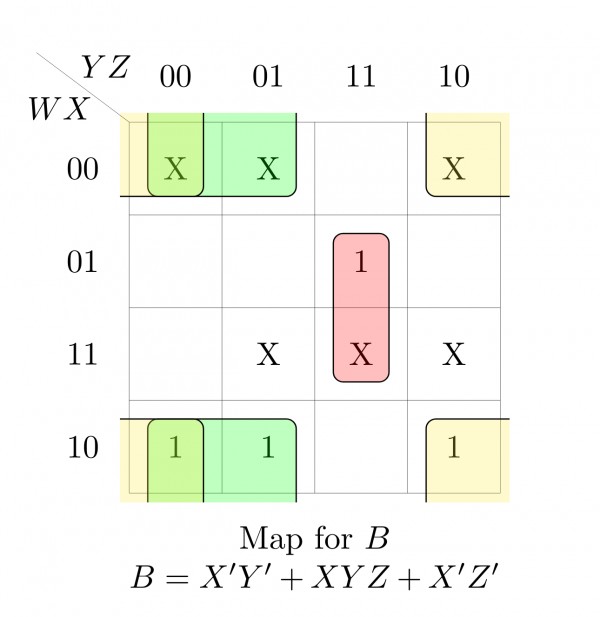 YZ 00 01 11 10
WX
00 X X X
01 1
11 X X X
10 1 1 1
Map for B
B = X′Y′ + XYZ + X′Z′